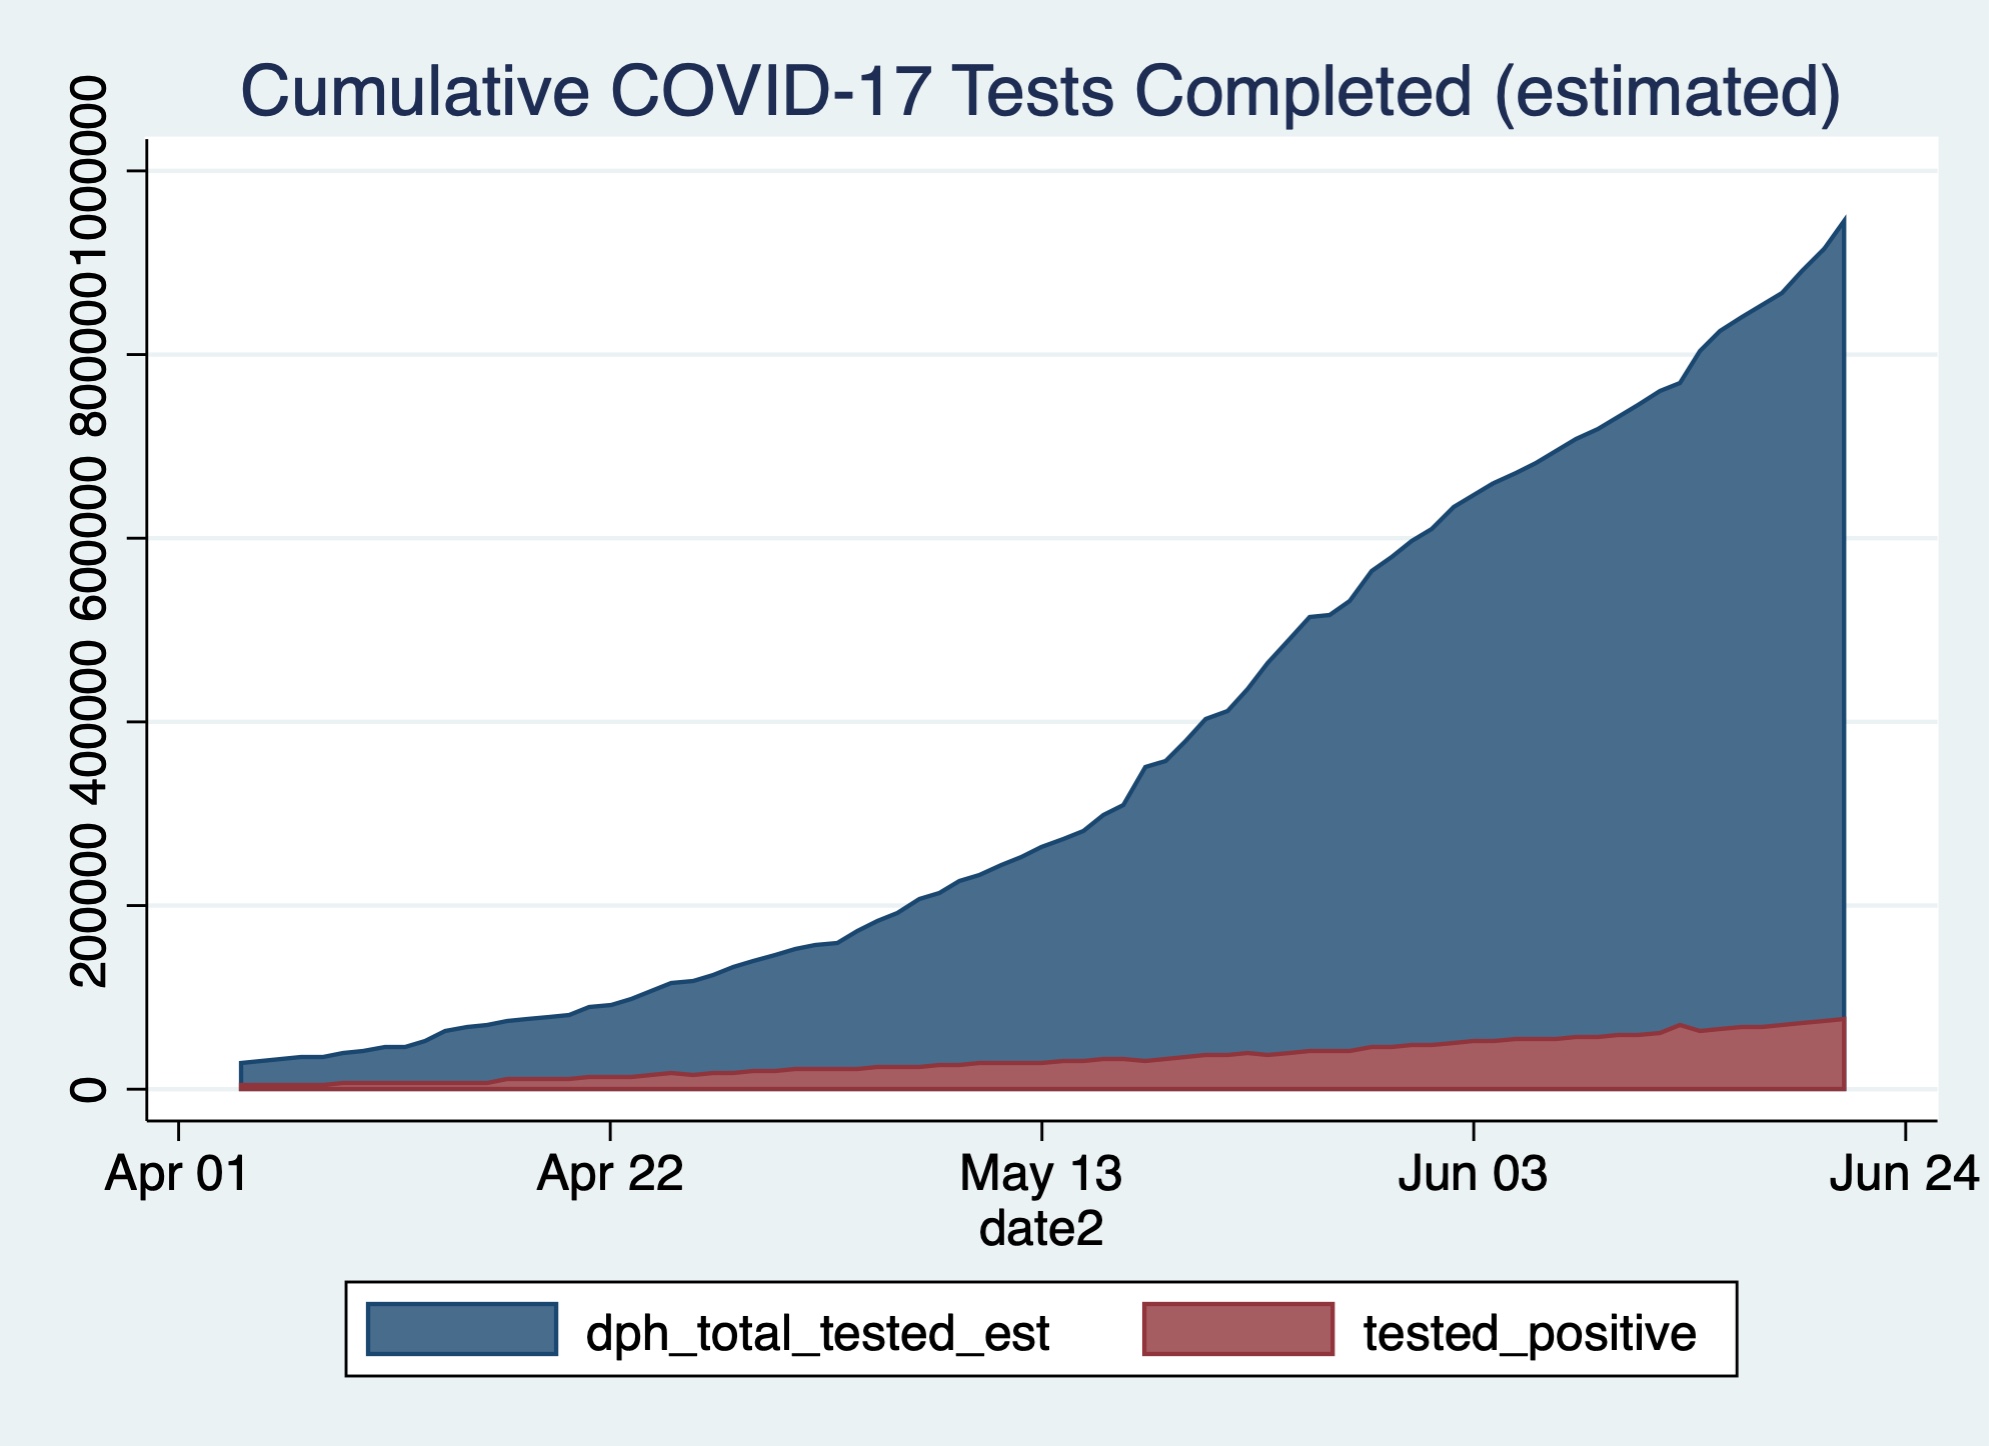 Cumulative COVID-17 Tests Completed (estimated)
1000000
800000
600000
400000
200000
0
Apr 01 Apr 22 May 13 Jun 03 Jun 24
date2
dph_total_tested_est tested_positive